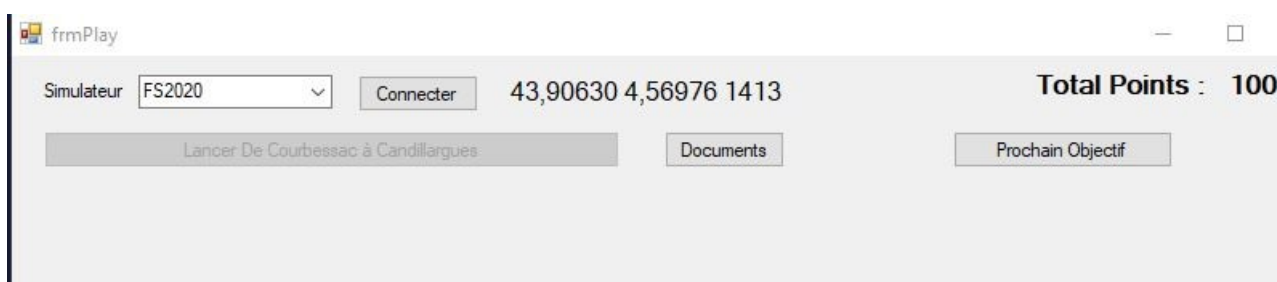 frmPlay
Simulateur FS2020 Connecter 43,90630 4,56976 1413 Total Points : 100
Lancer De Courbessac à Candillargues Documents Prochain Objectif